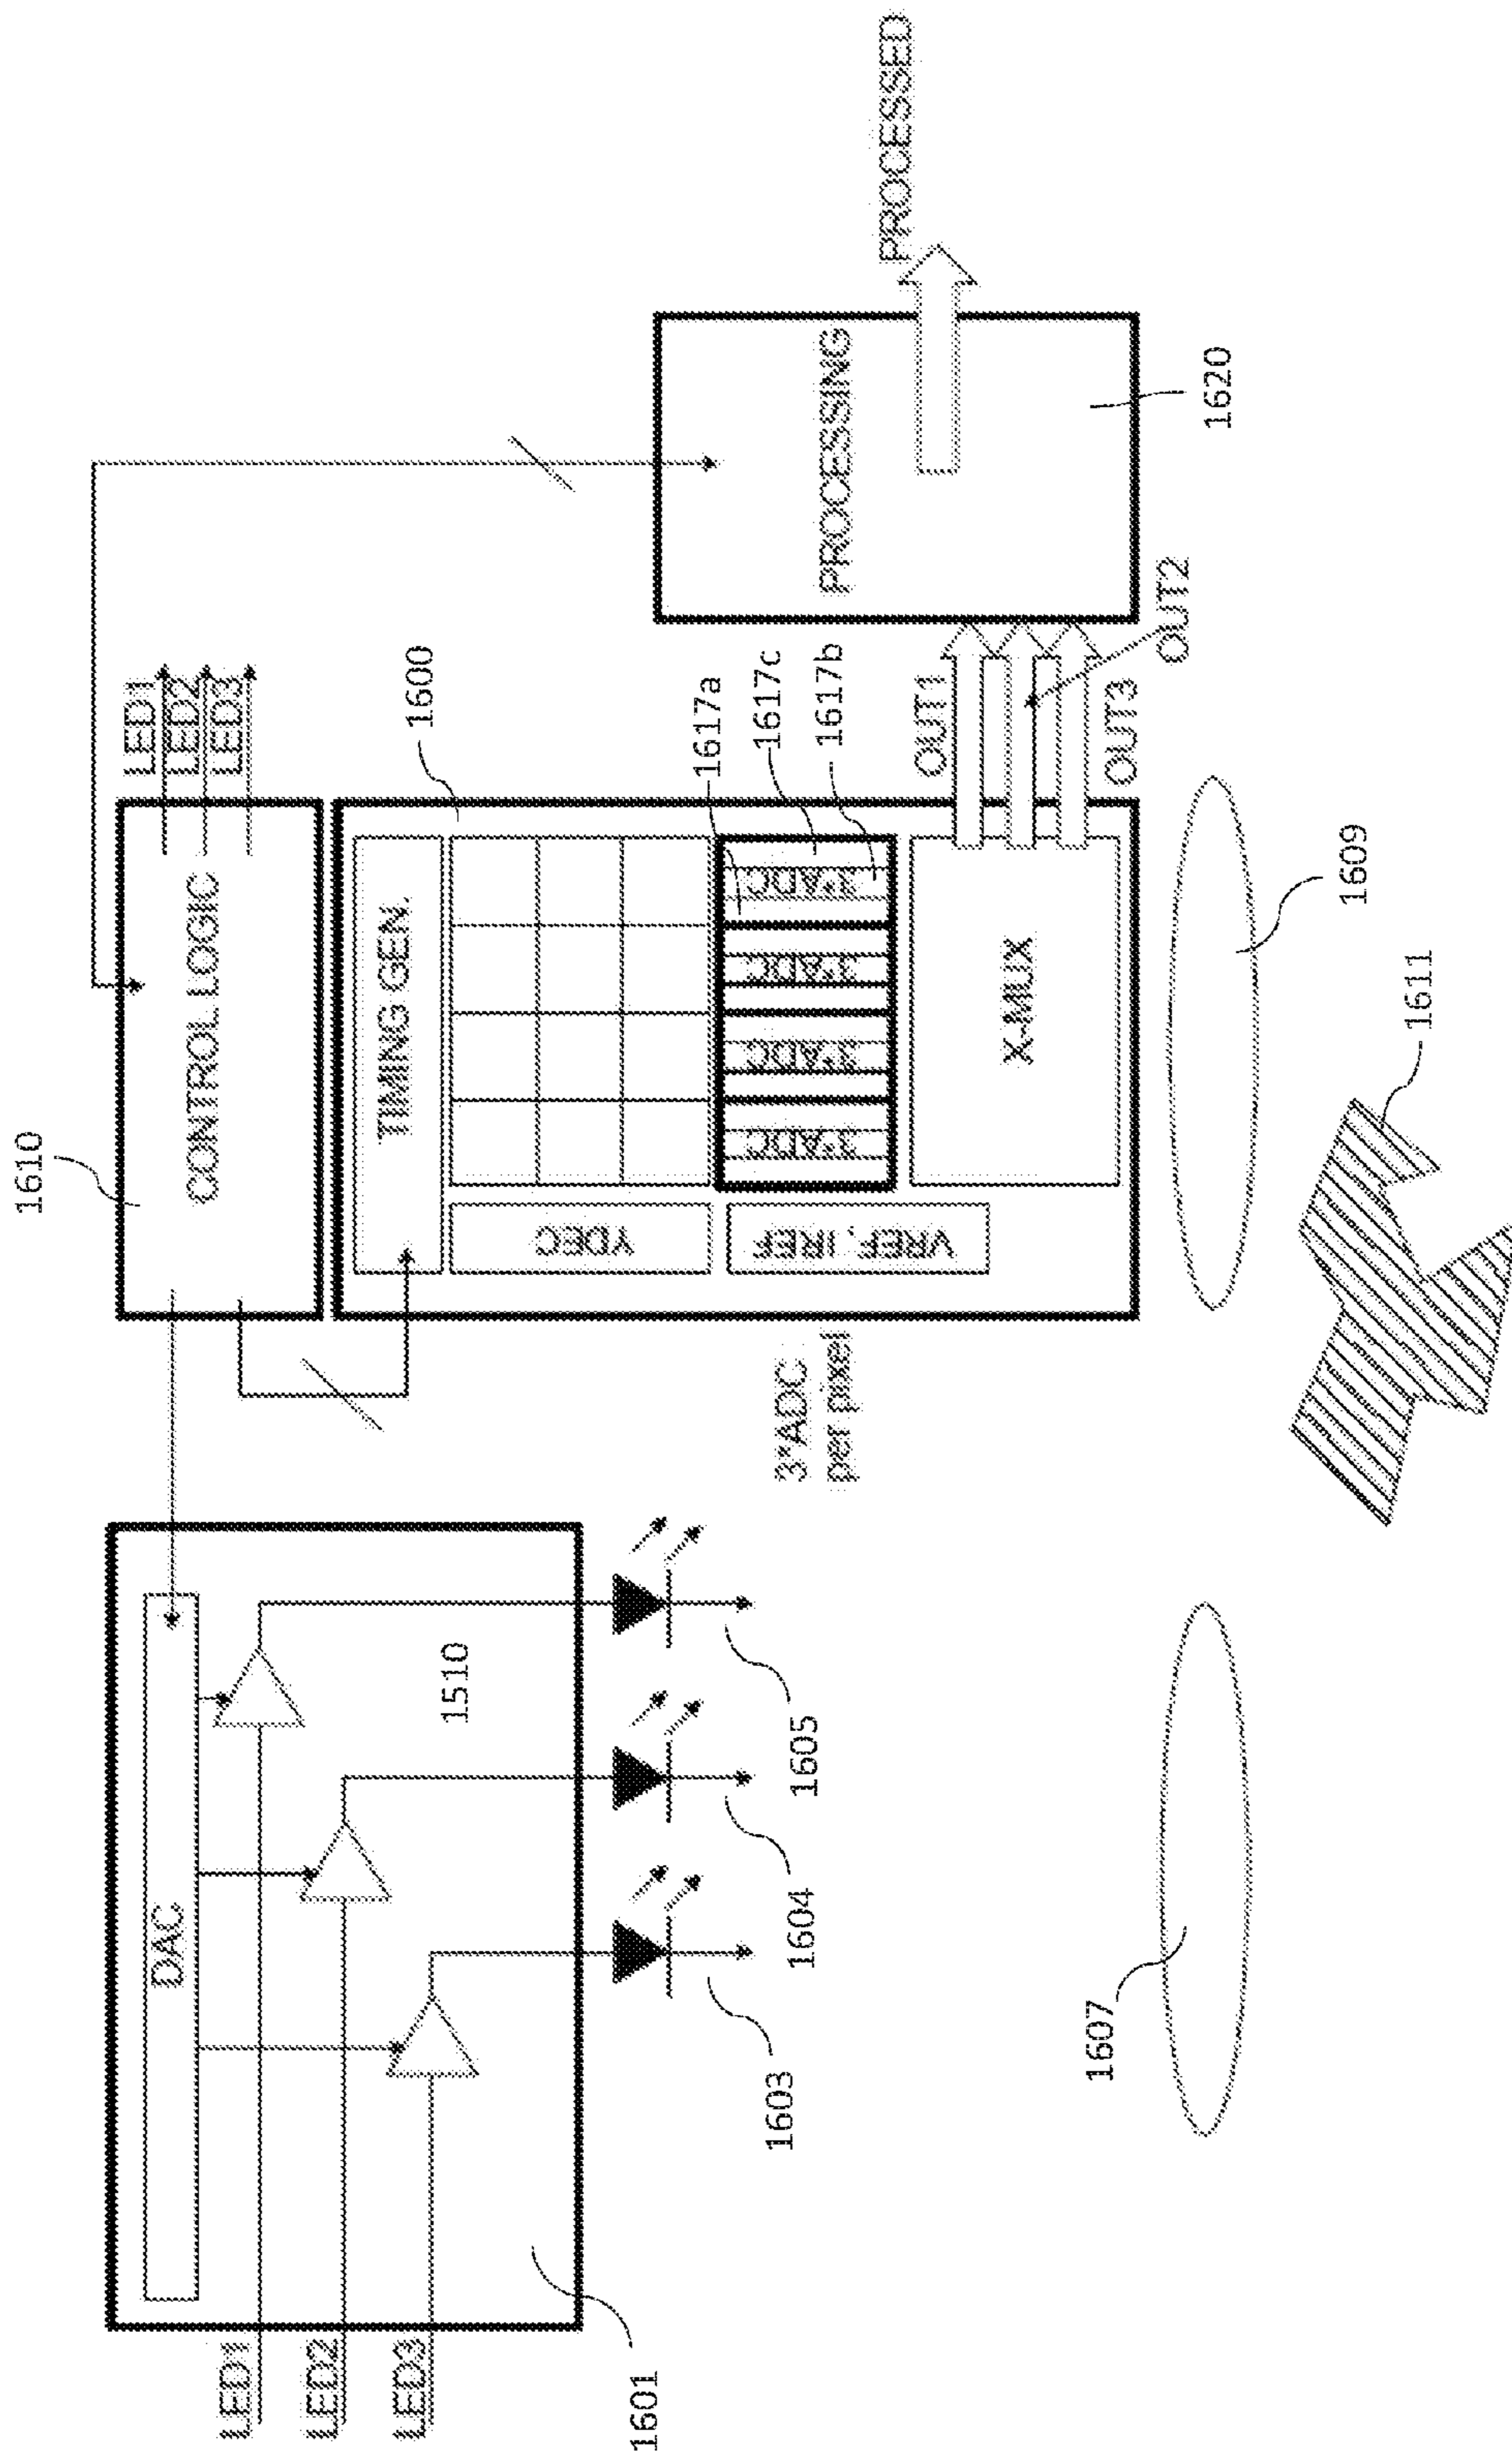 1610
CONTROL LOGIC
LED1
LED2
LED3
DAC
LED1
LED2
LED3
1510
1601
1603
1604
1605
1607
TIMING GEN.
1600
YDEC
VREF, IREF
3*ADC
3*ADC
3*ADC
3*ADC
1617a
1617c
1617b
3*ADC
per pixel
X-MUX
OUT1
OUT2
OUT3
PROCESSING
PROCESSED
1620
1609
1611